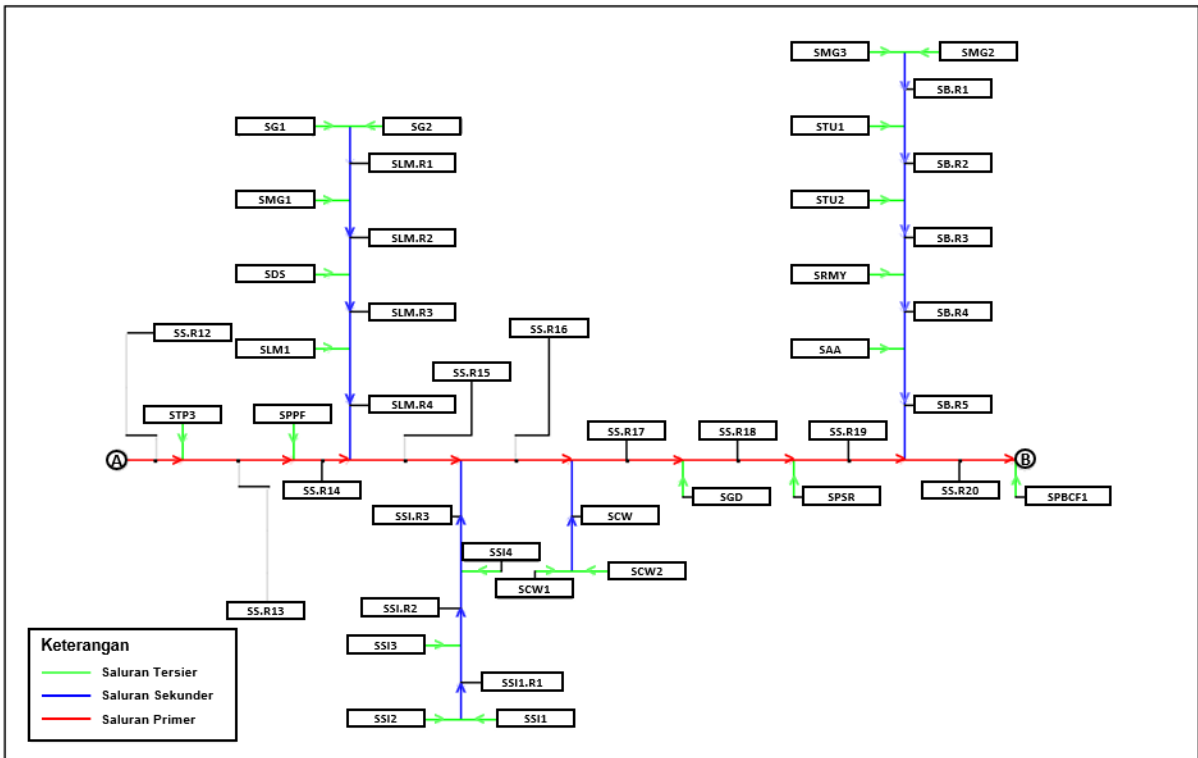 SMG3
SMG2
SB.R1
SG1
SG2
STU1
SLM.R1
SB.R2
SMG1
STU2
SLM.R2
SB.R3
SDS
SRMY
SLM.R3
SB.R4
SS.R16
SS.R12
SLM1
SAA
SS.R15
SLM.R4
SB.R5
STP3
SPPF
SS.R17
SS.R18
SS.R19
A
B
SS.R14
SGD
SPSR
SS.R20
SPBCF1
SSI.R3
SCW
SSI4
SCW1
SCW2
SS.R13
SSI.R2
SSI3
SSI1.R1
SSI2
SSI1
Keterangan
Saluran Tersier
Saluran Sekunder
Saluran Primer